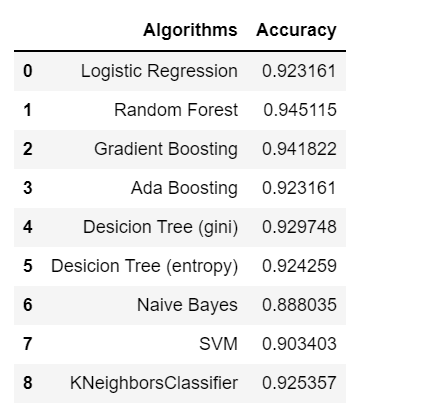 Algorithms Accuracy
0 Logistic Regression 0.923161
1 Random Forest 0.945115
2 Gradient Boosting 0.941822
3 Ada Boosting 0.923161
4 Desicion Tree (gini) 0.929748
5 Desicion Tree (entropy) 0.924259
6 Naive Bayes 0.888035
7 SVM 0.903403
8 KNeighborsClassifier 0.925357